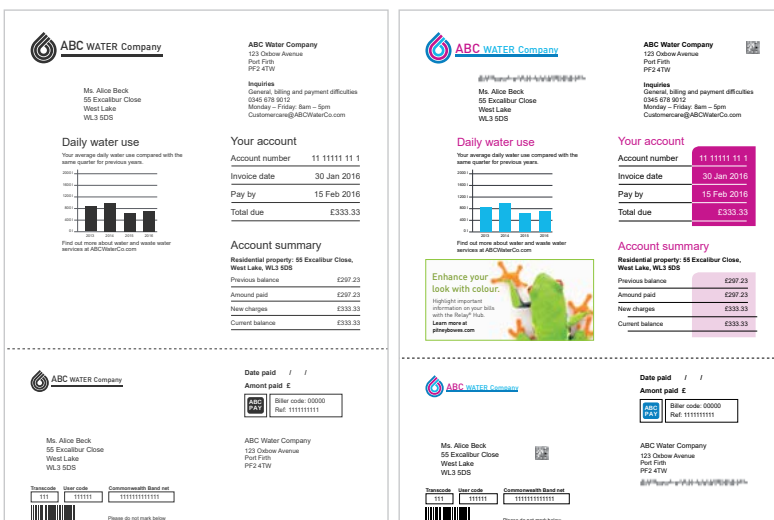 ABC WATER Company
ABC Water Company
123 Oxbow Avenue
Port Firth
PF2 4TW
Inquiries
General, billing and payment difficulties
0345 678 9012
Monday – Friday: 8am – 5pm
Customercare@ABCWaterCo.com
Ms. Alice Beck
55 Excalibur Close
West Lake
WL3 5DS
Daily water use
Your average daily water use compared with the
same quarter for previous years.
Find out more about water and waste water
services at ABCWaterCo.com
Your account
Account number 11 11111 11 1
Invoice date 30 Jan 2016
Pay by 15 Feb 2016
Total due £333.33
Account summary
Residential property: 55 Excalibur Close,
West Lake, WL3 5DS
Previous balance £297.23
Amound paid £297.23
New charges £333.33
Current balance £333.33
ABC WATER Company
Date paid / /
Amont paid £
ABC
PAY
Biller code: 00000
Ref: 1111111111
Ms. Alice Beck
55 Excalibur Close
West Lake
WL3 5DS
ABC Water Company
123 Oxbow Avenue
Port Firth
PF2 4TW
Transcode User code Commonwealth Band net
111 111111 1111111111111
Please do not mark below
ABC WATER Company
ABC Water Company
123 Oxbow Avenue
Port Firth
PF2 4TW
Inquiries
General, billing and payment difficulties
0345 678 9012
Monday – Friday: 8am – 5pm
Customercare@ABCWaterCo.com
Ms. Alice Beck
55 Excalibur Close
West Lake
WL3 5DS
Daily water use
Your average daily water use compared with the
same quarter for previous years.
Find out more about water and waste water
services at ABCWaterCo.com
Your account
Account number 11 11111 11 1
Invoice date 30 Jan 2016
Pay by 15 Feb 2016
Total due £333.33
Enhance your
look with colour.
Highlight important
information on your bills
with the Relay® Hub.
Learn more at
pitneybowes.com
Account summary
Residential property: 55 Excalibur Close,
West Lake, WL3 5DS
Previous balance £297.23
Amound paid £297.23
New charges £333.33
Current balance £333.33
ABC WATER Company
Date paid / /
Amont paid £
ABC
PAY
Biller code: 00000
Ref: 1111111111
Ms. Alice Beck
55 Excalibur Close
West Lake
WL3 5DS
ABC Water Company
123 Oxbow Avenue
Port Firth
PF2 4TW
Transcode User code Commonwealth Band net
111 111111 1111111111111